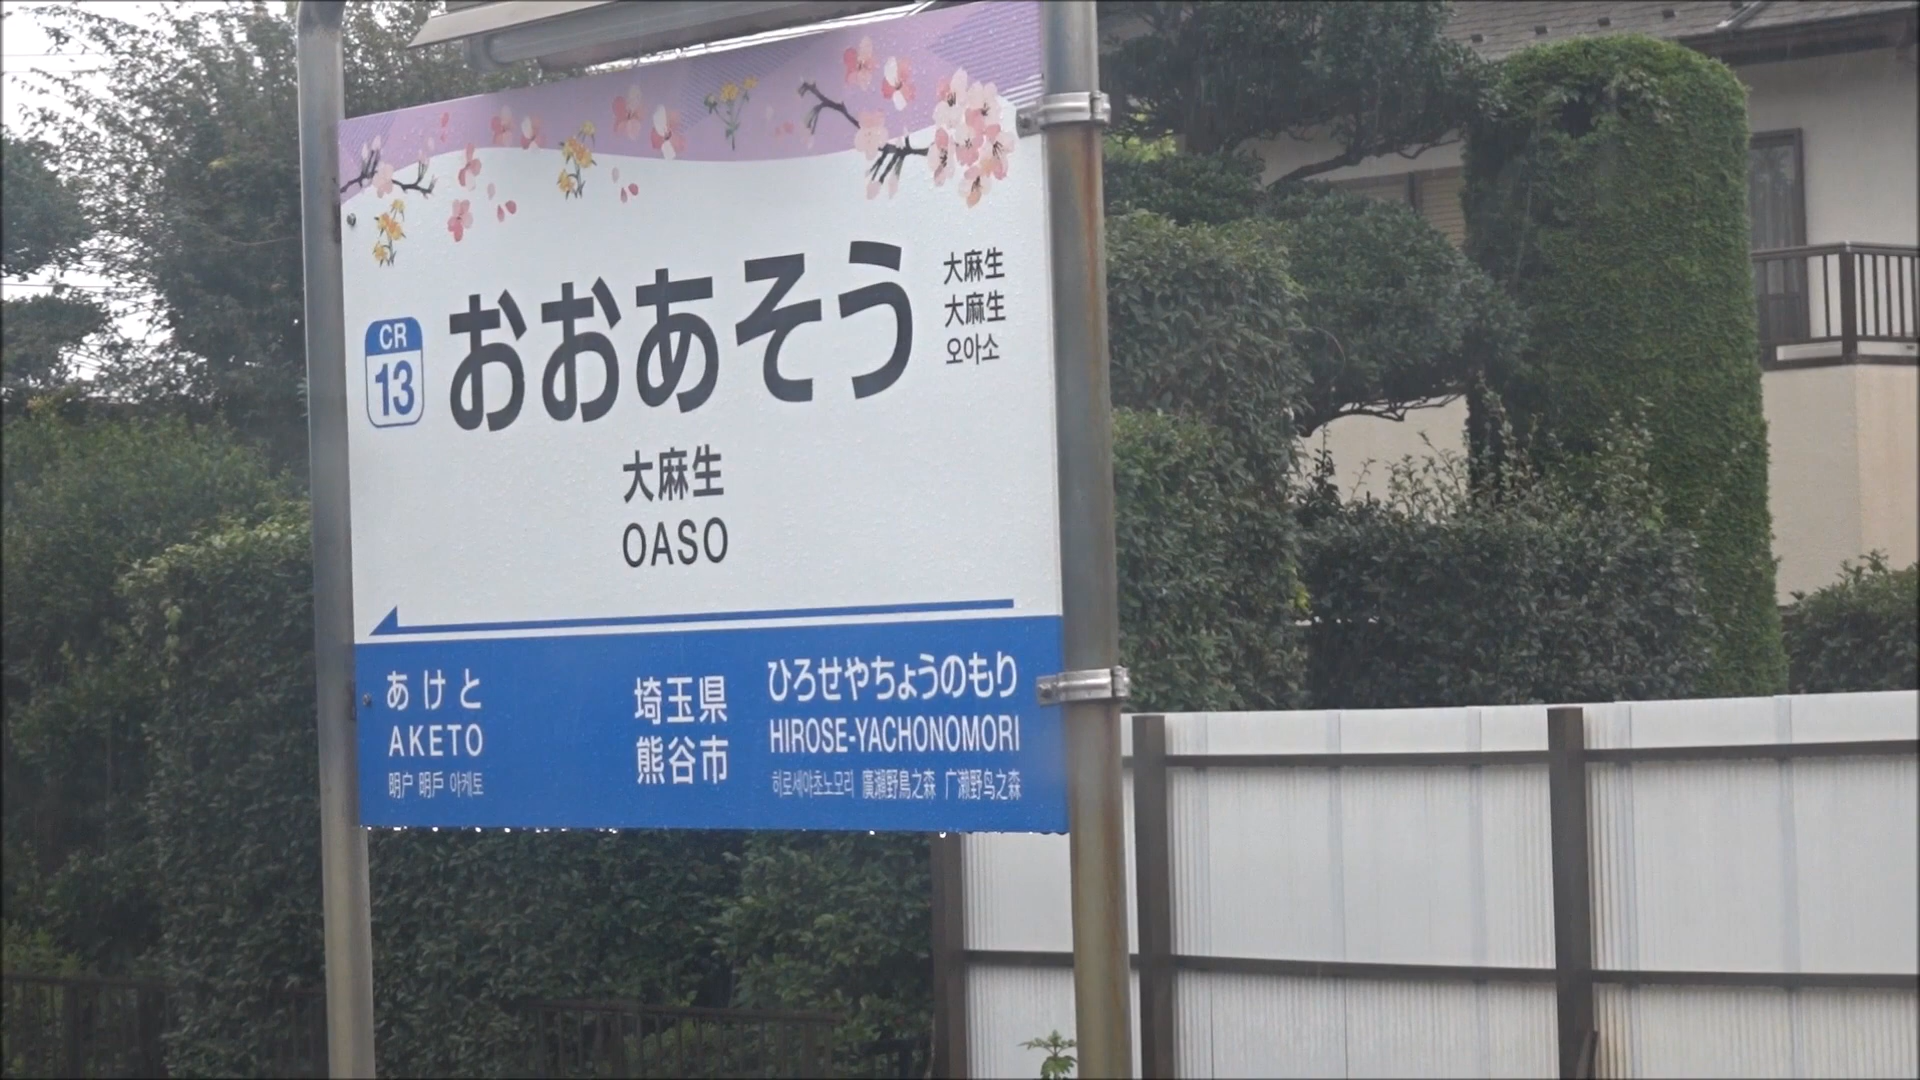 CR
13
おおあそう
大麻生
大麻生
오아소
大麻生
OASO
あけと
AKETO
明户 明戶 아케토
埼玉県
熊谷市
ひろせやちょうのもり
HIROSE-YACHONOMORI
히로세야초노모리 廣瀨野鳥之森 广濑野鸟之森